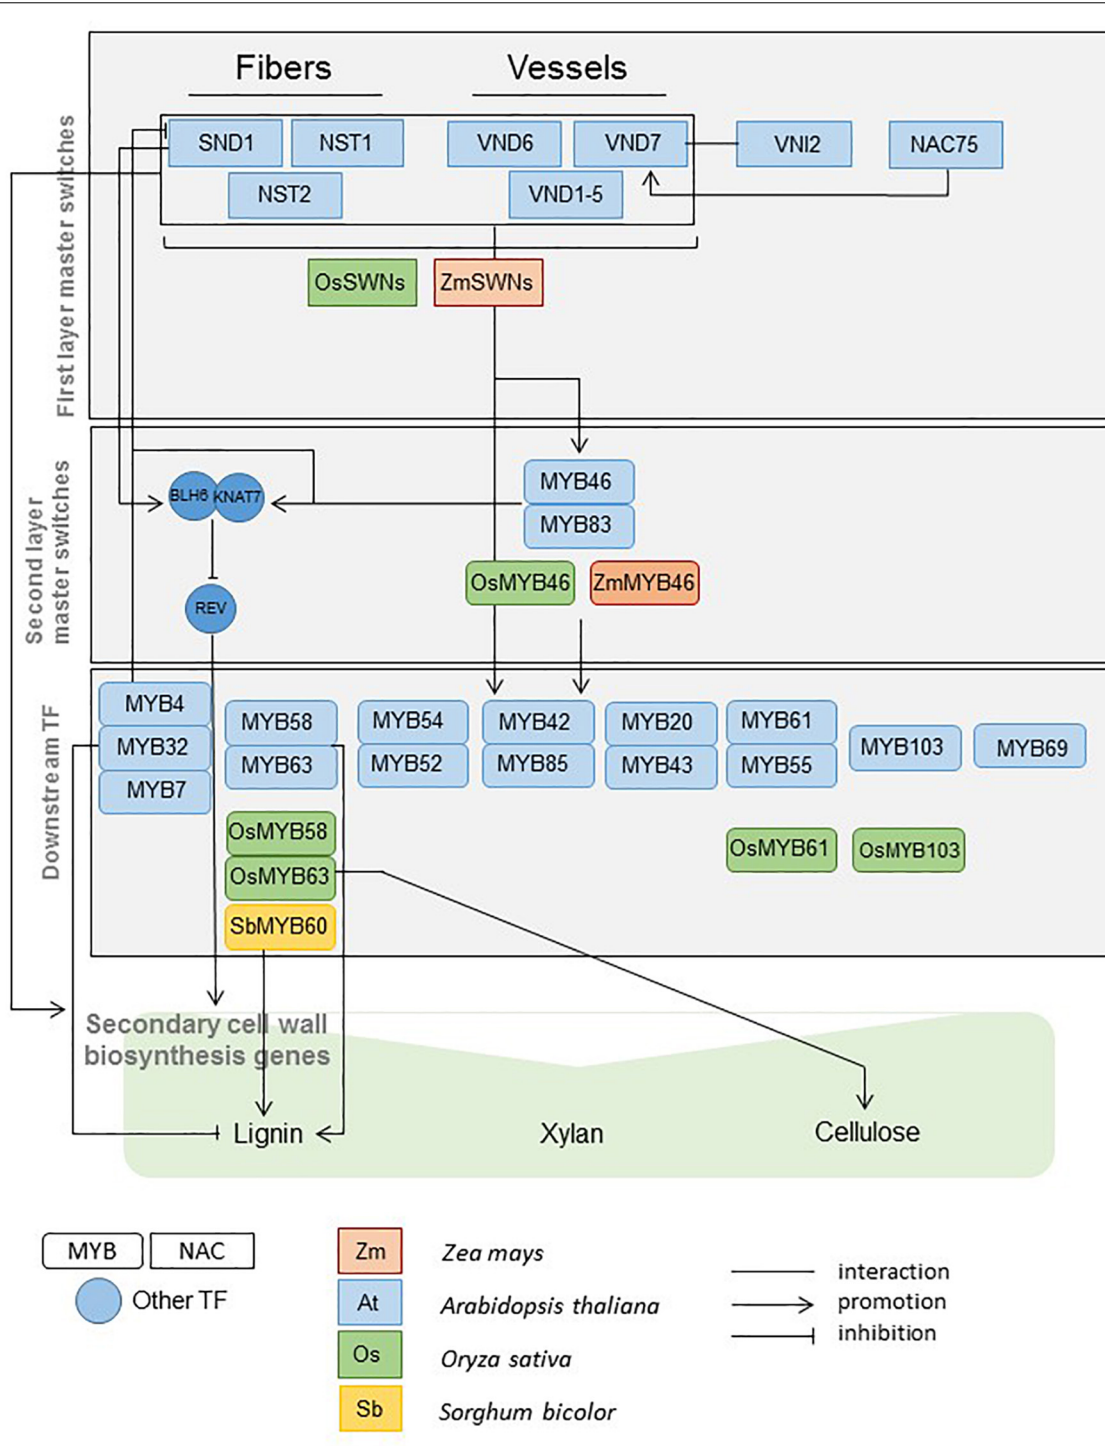 Fibers
Vessels
First layer master switches
SND1
NST1
VND6
VND7
VNI2
NAC75
NST2
VND1-5
OsSWNs
ZmSWNs
Second layer
master switches
BLH6
KNAT7
MYB46
MYB83
OsMYB46
ZmMYB46
REV
Downstream TF
MYB4
MYB32
MYB7
MYB58
MYB63
MYB54
MYB52
MYB42
MYB85
MYB20
MYB43
MYB61
MYB55
MYB103
MYB69
OsMYB58
OsMYB63
SbMYB60
OsMYB61
OsMYB103
Secondary cell wall
biosynthesis genes
Lignin
Xylan
Cellulose
MYB
NAC
Other TF
Zm
Zea mays
At
Arabidopsis thaliana
Os
Oryza sativa
Sb
Sorghum bicolor
interaction
promotion
inhibition